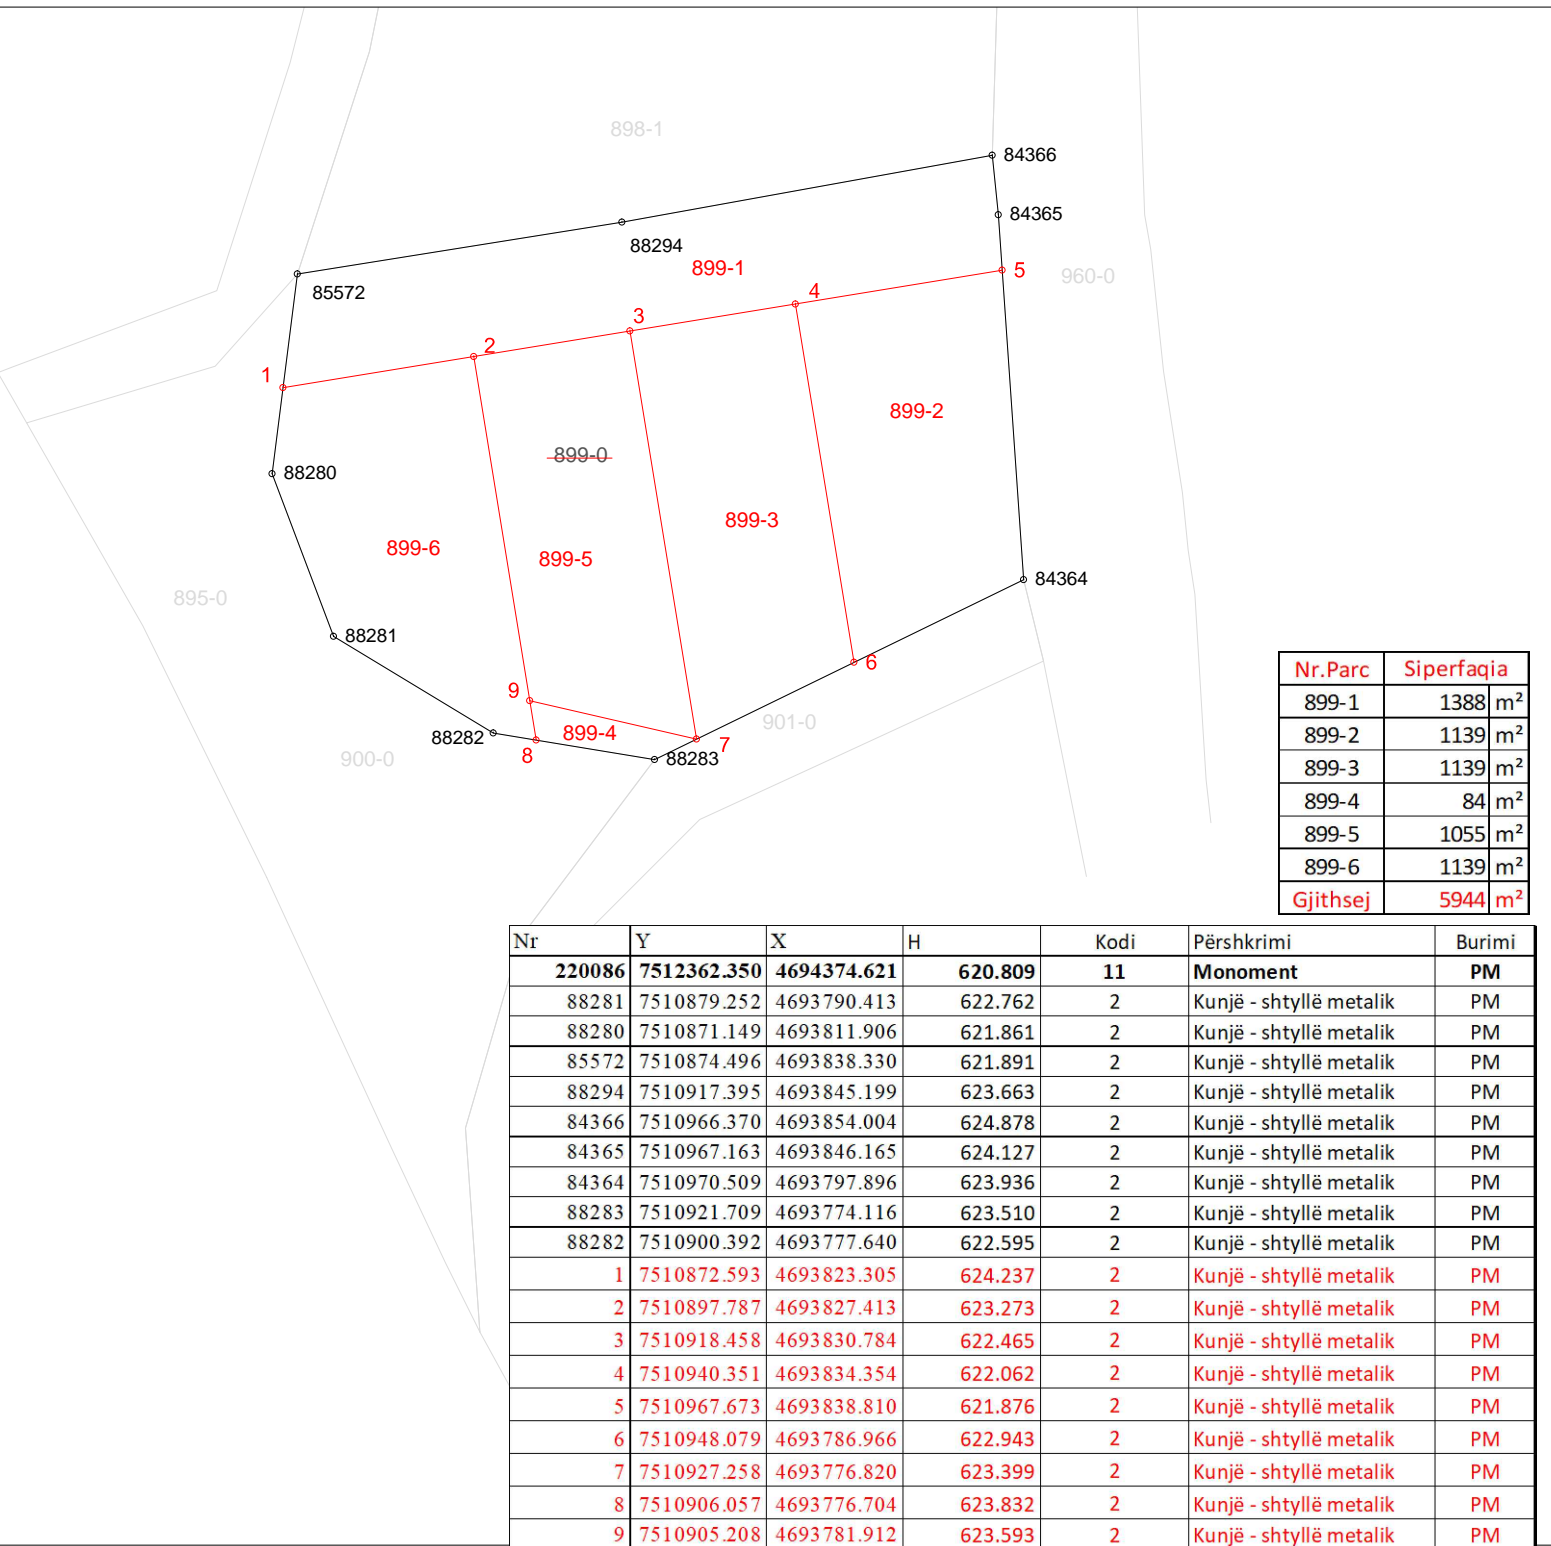 898-1
84366
84365
88294
899-1
5
960-0
85572
4
3
2
1
899-2
899-0
88280
899-3
899-6
899-5
84364
895-0
88281
6
9
901-0
899-4
88282
7
8
88283
900-0
Nr.Parc Siperfaqia
899-1 1388 m²
899-2 1139 m²
899-3 1139 m²
899-4 84 m²
899-5 1055 m²
899-6 1139 m²
Gjithsej 5944 m²
Nr Y X H Kodi Përshkrimi Burimi
220086 7512362.350 4694374.621 620.809 11 Monoment PM
88281 7510879.252 4693790.413 622.762 2 Kunjë - shtyllë metalik PM
88280 7510871.149 4693811.906 621.861 2 Kunjë - shtyllë metalik PM
85572 7510874.496 4693838.330 621.891 2 Kunjë - shtyllë metalik PM
88294 7510917.395 4693845.199 623.663 2 Kunjë - shtyllë metalik PM
84366 7510966.370 4693854.004 624.878 2 Kunjë - shtyllë metalik PM
84365 7510967.163 4693846.165 624.127 2 Kunjë - shtyllë metalik PM
84364 7510970.509 4693797.896 623.936 2 Kunjë - shtyllë metalik PM
88283 7510921.709 4693774.116 623.510 2 Kunjë - shtyllë metalik PM
88282 7510900.392 4693777.640 622.595 2 Kunjë - shtyllë metalik PM
1 7510872.593 4693823.305 624.237 2 Kunjë - shtyllë metalik PM
2 7510897.787 4693827.413 623.273 2 Kunjë - shtyllë metalik PM
3 7510918.458 4693830.784 622.465 2 Kunjë - shtyllë metalik PM
4 7510940.351 4693834.354 622.062 2 Kunjë - shtyllë metalik PM
5 7510967.673 4693838.810 621.876 2 Kunjë - shtyllë metalik PM
6 7510948.079 4693786.966 622.943 2 Kunjë - shtyllë metalik PM
7 7510927.258 4693776.820 623.399 2 Kunjë - shtyllë metalik PM
8 7510906.057 4693776.704 623.832 2 Kunjë - shtyllë metalik PM
9 7510905.208 4693781.912 623.593 2 Kunjë - shtyllë metalik PM